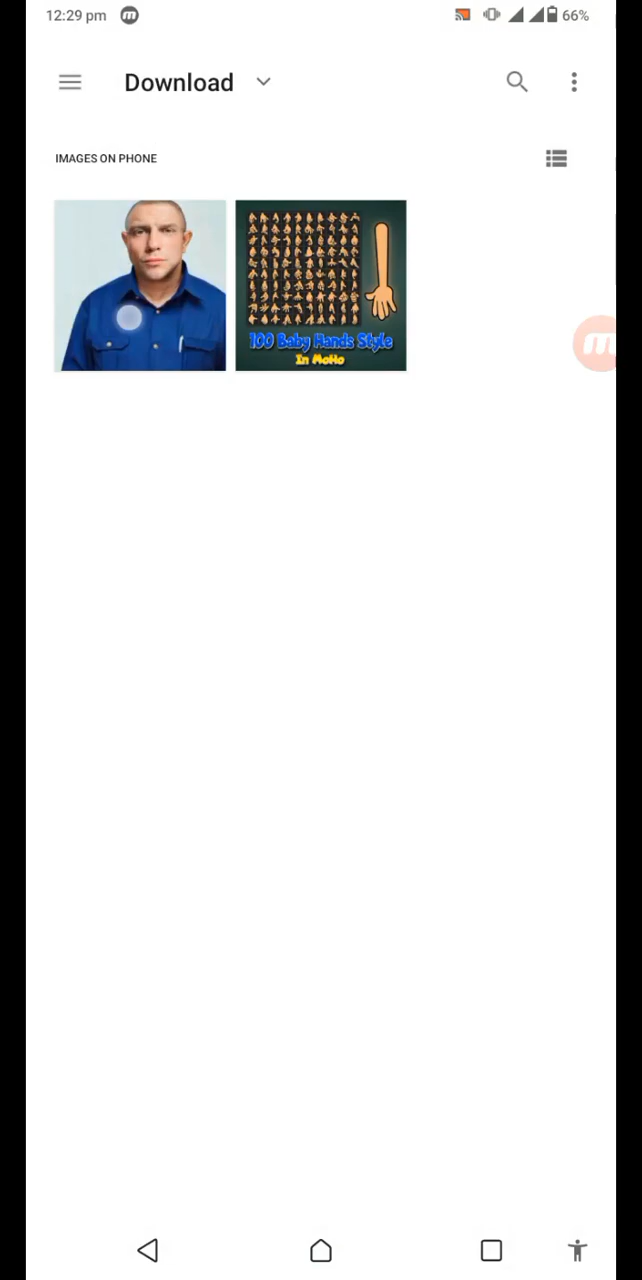 12:29 pm
66%
Download
IMAGES ON PHONE
100 Baby Hands Style
In MoHo